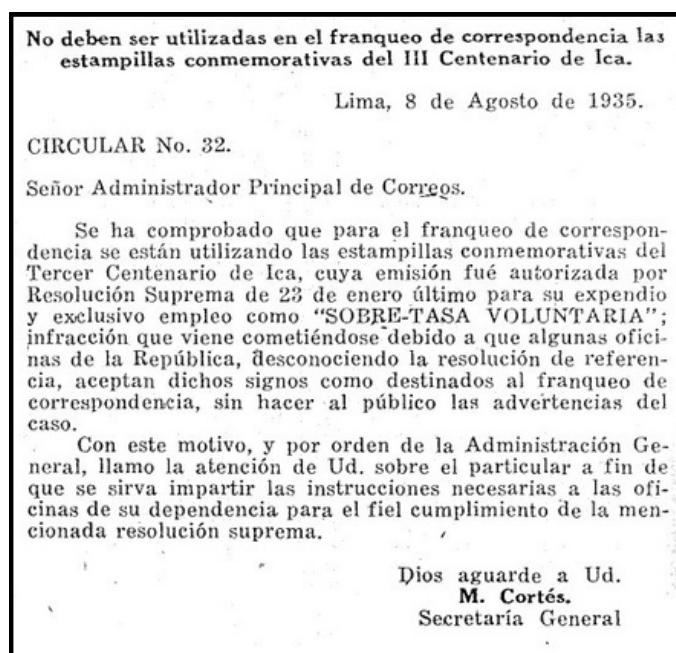 No deben ser utilizadas en el franqueo de correspondencia las
estampillas conmemorativas del III Centenario de Ica.
Lima, 8 de Agosto de 1935.
CIRCULAR No. 32.
Señor Administrador Principal de Correos.
Se ha comprobado que para el franqueo de correspon-
dencia se están utilizando las estampillas conmemorativas del
Tercer Centenario de Ica, cuya emisión fué autorizada por
Resolución Suprema de 23 de enero último para su expendio
y exclusivo empleo como "SOBRE-TASA VOLUNTARIA";
infracción que viene cometiéndose debido a que algunas ofici-
nas de la República, desconociendo la resolución de referen-
cia, aceptan dichos signos como destinados al franqueo de
correspondencia, sin hacer al público las advertencias del
caso.
Con este motivo, y por orden de la Administración Ge-
neral, llamo la atención de Ud. sobre el particular a fin de
que se sirva impartir las instrucciones necesarias a las ofi-
cinas de su dependencia para el fiel cumplimiento de la men-
cionada resolución suprema.
Dios aguarde a Ud.
M. Cortés.
Secretaría General